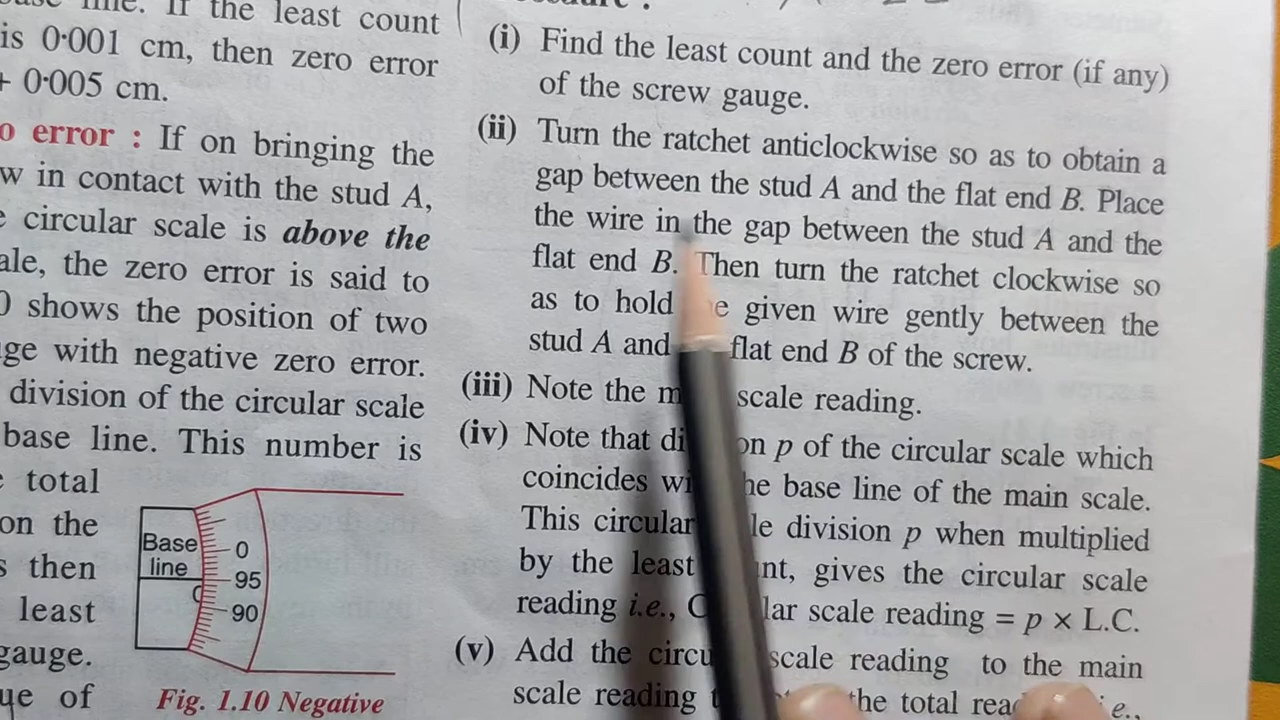 line. If the least count
is 0·001 cm, then zero error
+ 0·005 cm.
o error : If on bringing the
w in contact with the stud A,
e circular scale is above the
ale, the zero error is said to
0 shows the position of two
ge with negative zero error.
division of the circular scale
base line. This number is
e total
on the
s then
least
gauge.
ue of
Base
line
0
95
90
Fig. 1.10 Negative
(i) Find the least count and the zero error (if any)
of the screw gauge.
(ii) Turn the ratchet anticlockwise so as to obtain a
gap between the stud A and the flat end B. Place
the wire in the gap between the stud A and the
flat end B. Then turn the ratchet clockwise so
as to hold e given wire gently between the
stud A and flat end B of the screw.
(iii) Note the m scale reading.
(iv) Note that di on p of the circular scale which
coincides wi he base line of the main scale.
This circular le division p when multiplied
by the least nt, gives the circular scale
reading i.e., C lar scale reading = p × L.C.
(v) Add the circu scale reading to the main
scale reading t the total rea e.,